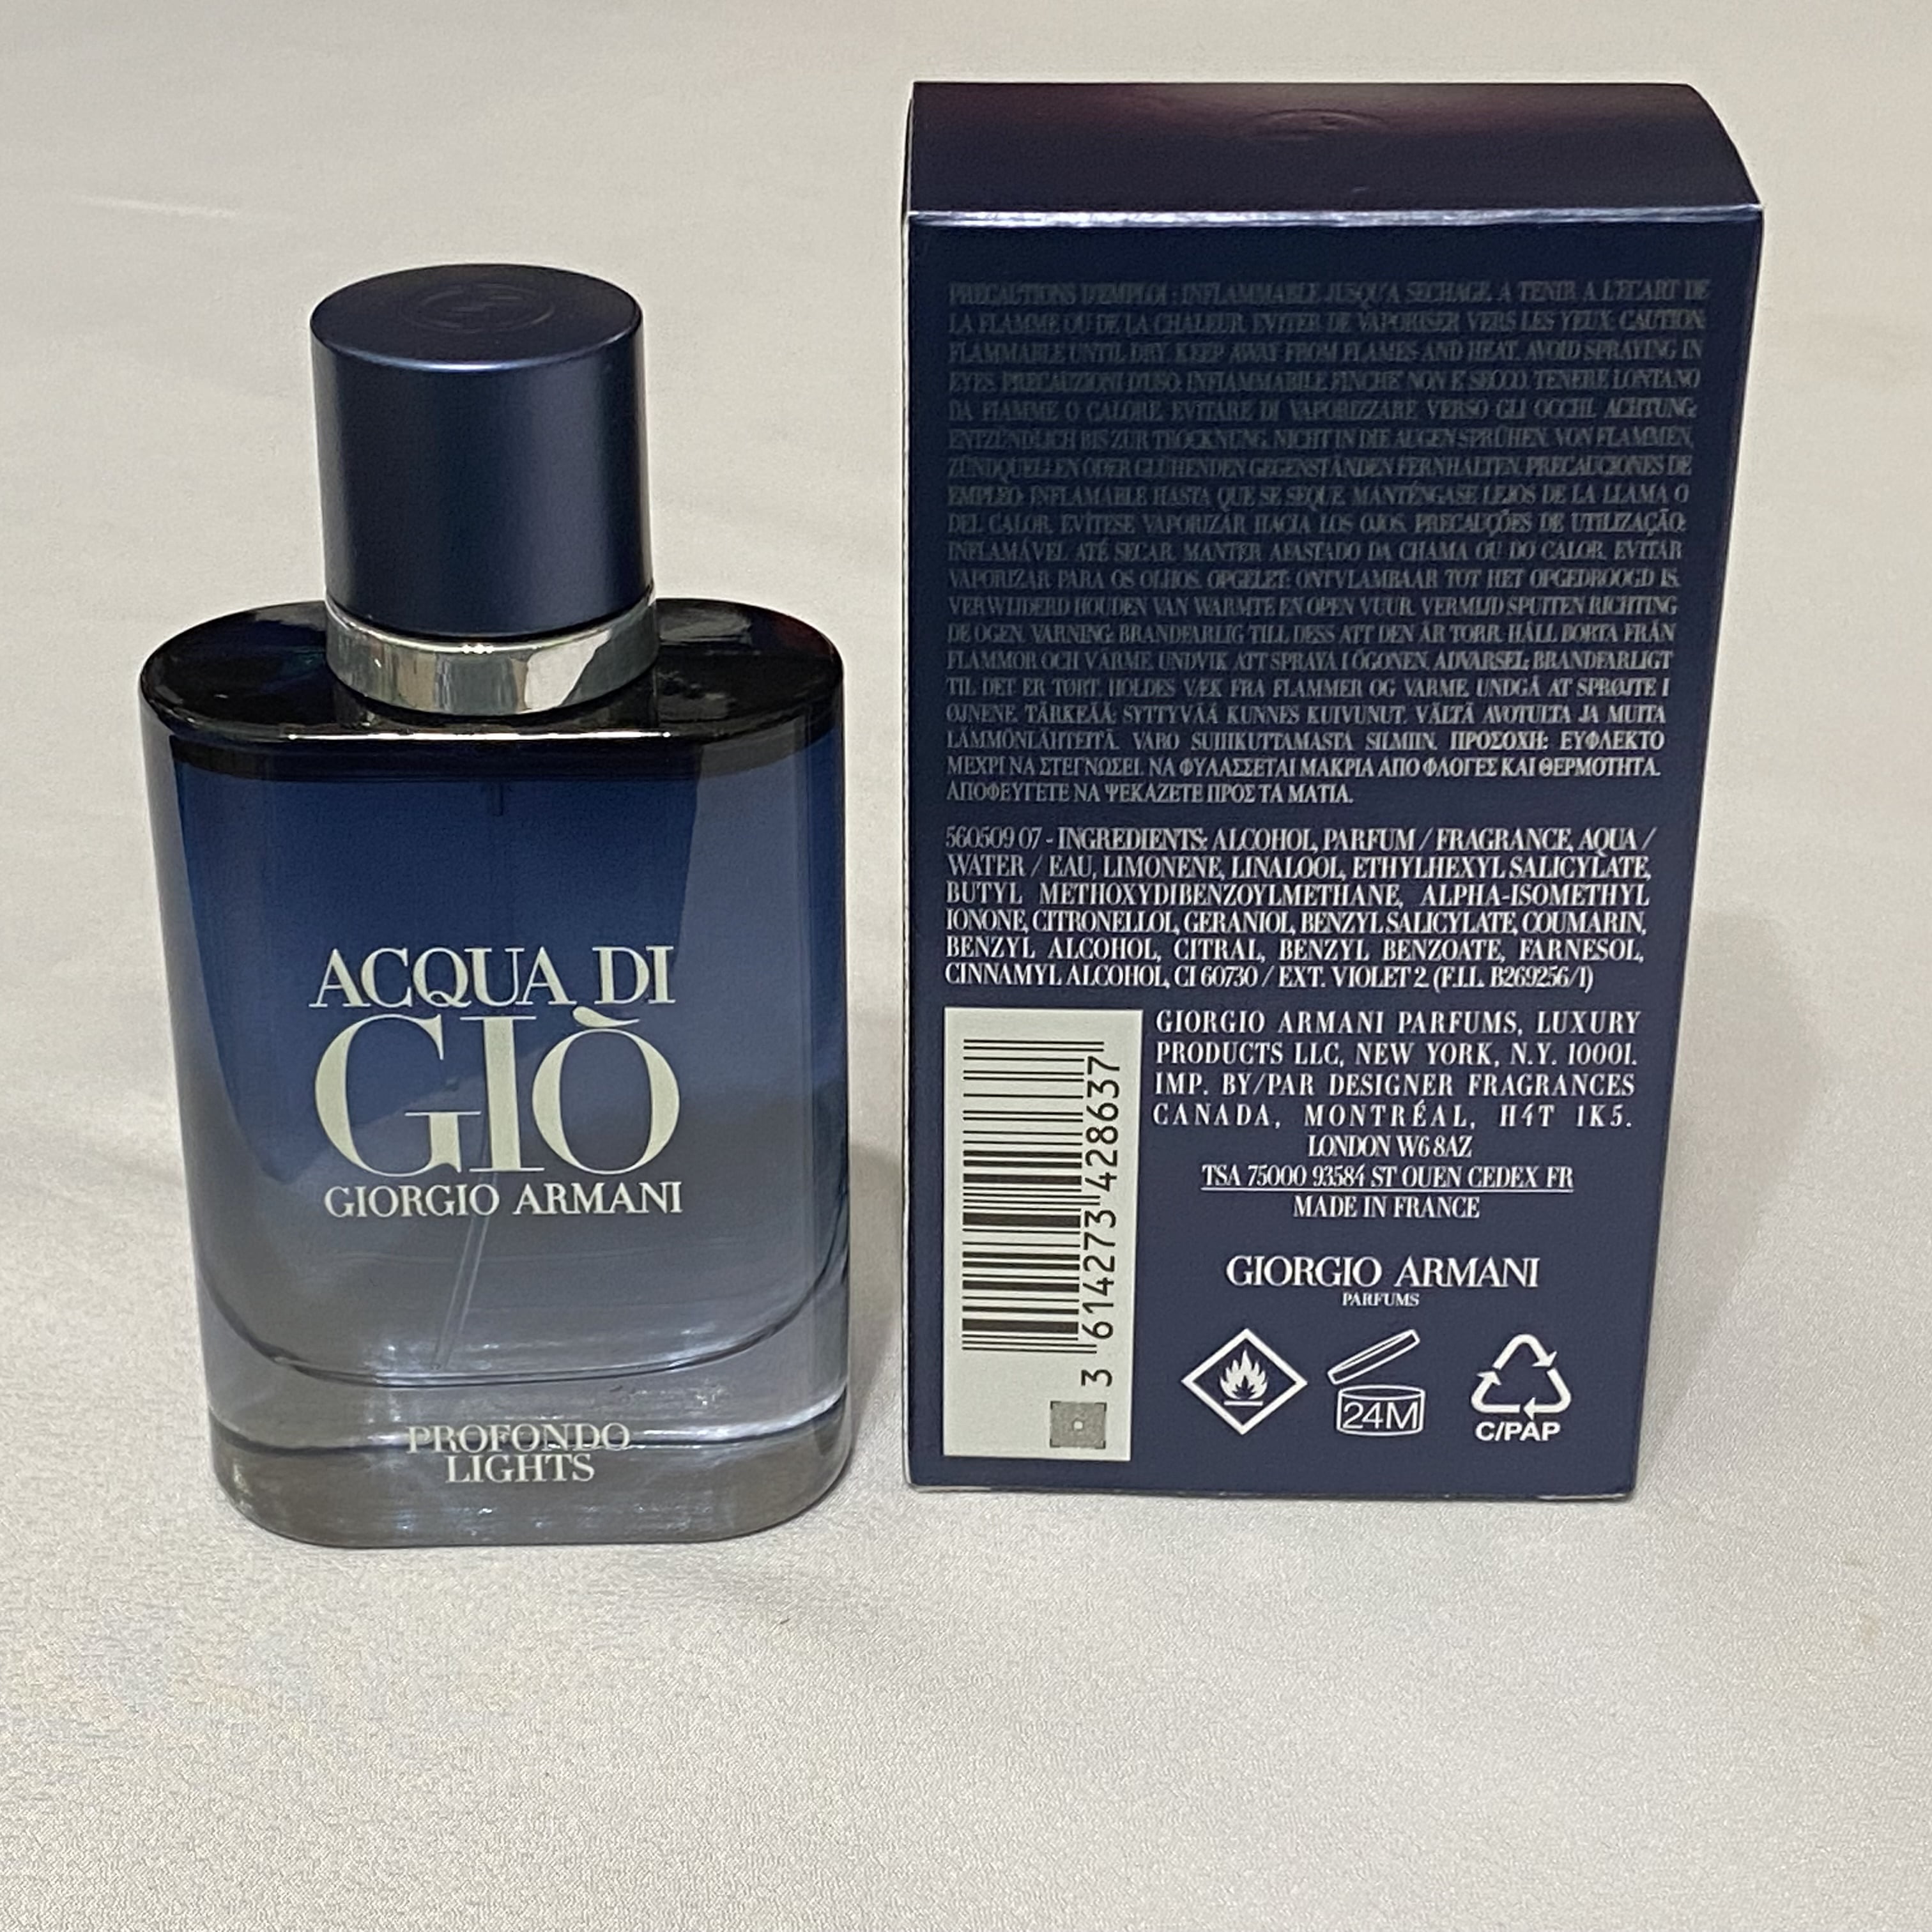 ACQUA DI
GIÒ
GIORGIO ARMANI
PROFONDO
LIGHTS
PRECAUTIONS D'EMPLOI : INFLAMMABLE JUSQU'A SECHAGE. A TENIR A L'ECART DE
LA FLAMME OU DE LA CHALEUR. EVITER DE VAPORISER VERS LES YEUX. CAUTION:
FLAMMABLE UNTIL DRY. KEEP AWAY FROM FLAMES AND HEAT. AVOID SPRAYING IN
EYES. PRECAUZIONI D'USO: INFIAMMABILE FINCHE' NON E' SECCO. TENERE LONTANO
DA FIAMME O CALORE. EVITARE DI VAPORIZZARE VERSO GLI OCCHI. ACHTUNG:
ENTZÜNDLICH BIS ZUR TROCKNUNG. NICHT IN DIE AUGEN SPRÜHEN. VON FLAMMEN,
ZÜNDQUELLEN ODER GLÜHENDEN GEGENSTÄNDEN FERNHALTEN. PRECAUCIONES DE
EMPLEO: INFLAMABLE HASTA QUE SE SEQUE. MANTÉNGASE LEJOS DE LA LLAMA O
DEL CALOR. EVÍTESE VAPORIZAR HACIA LOS OJOS. PRECAUÇÕES DE UTILIZAÇÃO:
INFLAMÁVEL ATÉ SECAR. MANTER AFASTADO DA CHAMA OU DO CALOR. EVITAR
VAPORIZAR PARA OS OLHOS. OPGELET: ONTVLAMBAAR TOT HET OPGEDROOGD IS.
VERWIJDERD HOUDEN VAN WARMTE EN OPEN VUUR. VERMIJD SPUITEN RICHTING
DE OGEN. VARNING: BRANDFARLIG TILL DESS ATT DEN ÄR TORR. HÅLL BORTA FRÅN
FLAMMOR OCH VÄRME. UNDVIK ATT SPRAYA I ÖGONEN. ADVARSEL: BRANDFARLIGT
TIL DET ER TØRT. HOLDES VÆK FRA FLAMMER OG VARME. UNDGÅ AT SPRØJTE I
ØJNENE. TÄRKEÄÄ: SYTTYVÄÄ KUNNES KUIVUNUT. VÄLTÄ AVOTULTA JA MUITA
LÄMMÖNLÄHTEITÄ. VARO SUIHKUTTAMASTA SILMIIN. ΠΡΟΣΟΧΗ: ΕΥΦΛΕΚΤΟ
ΜΕΧΡΙ ΝΑ ΣΤΕΓΝΩΣΕΙ. ΝΑ ΦΥΛΑΣΣΕΤΑΙ ΜΑΚΡΙΑ ΑΠΟ ΦΛΟΓΕΣ ΚΑΙ ΘΕΡΜΟΤΗΤΑ.
ΑΠΟΦΕΥΓΕΤΕ ΝΑ ΨΕΚΑΖΕΤΕ ΠΡΟΣ ΤΑ ΜΑΤΙΑ.
560509 07 - INGREDIENTS: ALCOHOL, PARFUM / FRAGRANCE, AQUA /
WATER / EAU, LIMONENE, LINALOOL, ETHYLHEXYL SALICYLATE,
BUTYL METHOXYDIBENZOYLMETHANE, ALPHA-ISOMETHYL
IONONE, CITRONELLOL, GERANIOL, BENZYL SALICYLATE, COUMARIN,
BENZYL ALCOHOL, CITRAL, BENZYL BENZOATE, FARNESOL,
CINNAMYL ALCOHOL, CI 60730 / EXT. VIOLET 2. (F.I.L. B269256/1)
GIORGIO ARMANI PARFUMS, LUXURY
PRODUCTS LLC, NEW YORK, N.Y. 10001.
IMP. BY/PAR DESIGNER FRAGRANCES
CANADA, MONTRÉAL, H4T 1K5.
LONDON W6 8AZ
TSA 75000 93584 ST OUEN CEDEX FR
MADE IN FRANCE
3 614273 428637
GIORGIO ARMANI
PARFUMS
24M
C/PAP